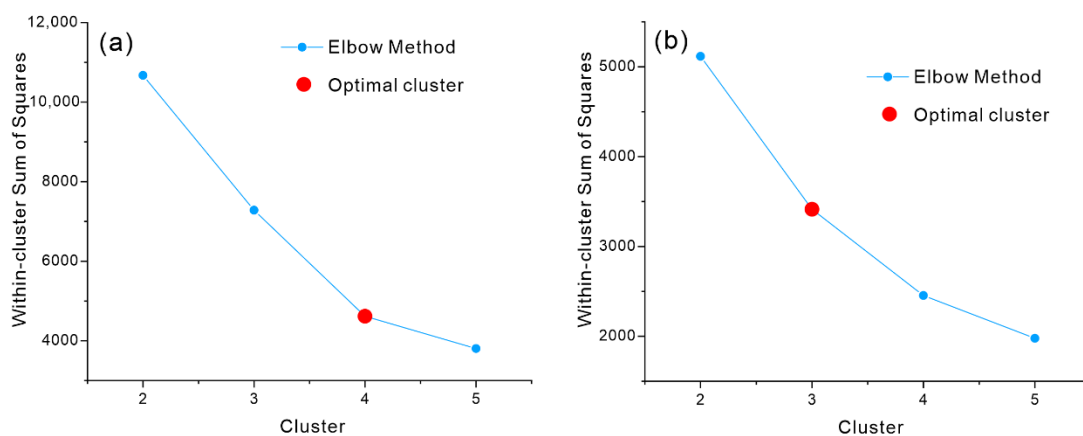 (a)
Elbow Method
Optimal cluster
12,000
10,000
8000
6000
4000
2
3
4
5
Cluster
Within-cluster Sum of Squares
(b)
Elbow Method
Optimal cluster
5000
4000
3000
2000
2
3
4
5
Cluster
Within-cluster Sum of Squares